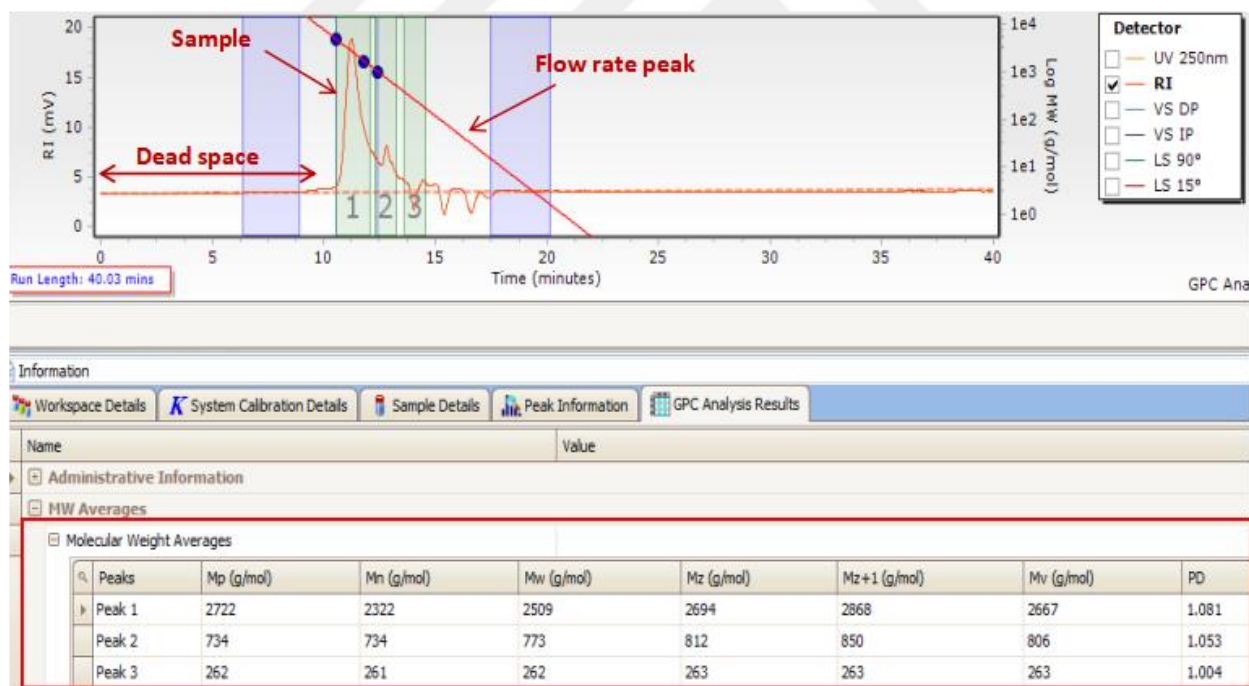 20
15
10
5
0
RI (mV)
Sample
Dead space
Flow rate peak
1 2 3
1e4
1e3
1e2
1e1
1e0
Log MW (g/mol)
0 5 10 15 20 25 30 35 40
Time (minutes)
Run Length: 40.03 mins
GPC Ana
Detector
UV 250nm
RI
VS DP
VS IP
LS 90°
LS 15°
Information
Workspace Details K System Calibration Details Sample Details Peak Information GPC Analysis Results
Name Value
Administrative Information
MW Averages
Molecular Weight Averages
Peaks Mp (g/mol) Mn (g/mol) Mw (g/mol) Mz (g/mol) Mz+1 (g/mol) Mv (g/mol) PD
Peak 1 2722 2322 2509 2694 2868 2667 1.081
Peak 2 734 734 773 812 850 806 1.053
Peak 3 262 261 262 263 263 263 1.004